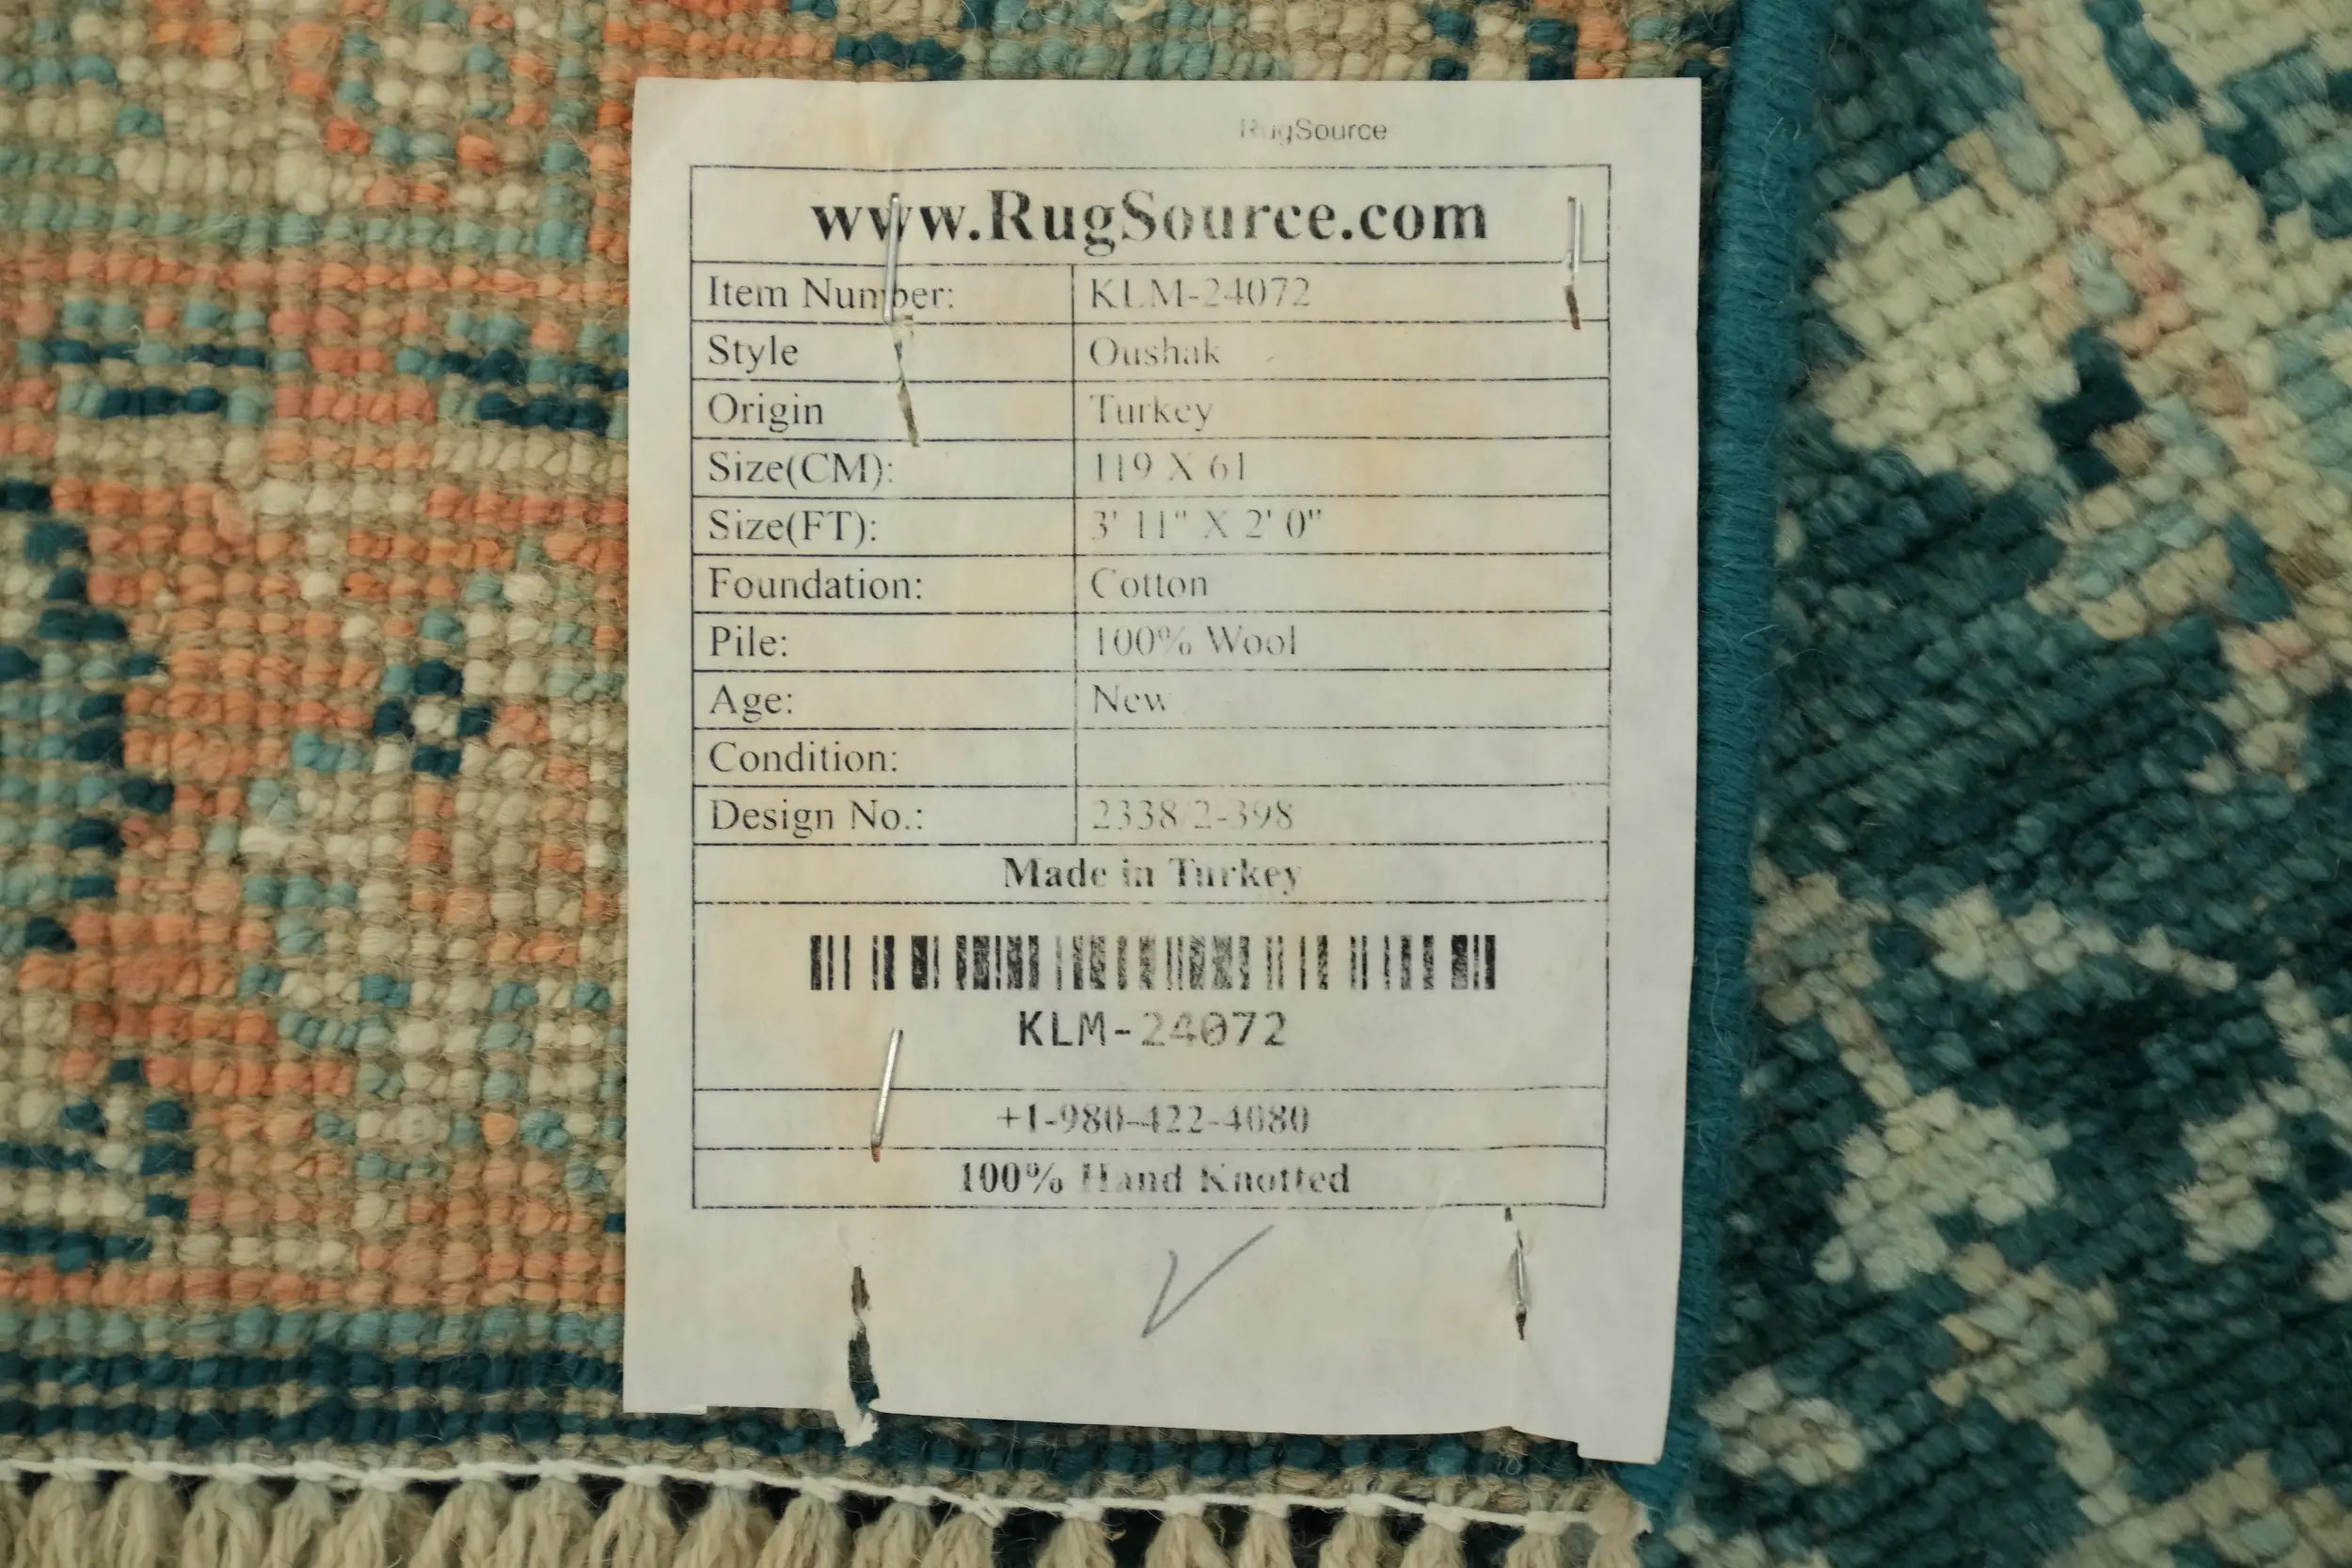 RugSource
www.RugSource.com
Item Number: KLM-24072
Style Oushak
Origin Turkey
Size(CM): 119 X 61
Size(FT): 3' 11" X 2' 0"
Foundation: Cotton
Pile: 100% Wool
Age: New
Condition:
Design No.: 2338/2-398
Made in Turkey
KLM-24072
+1-980-422-4080
100% Hand Knotted